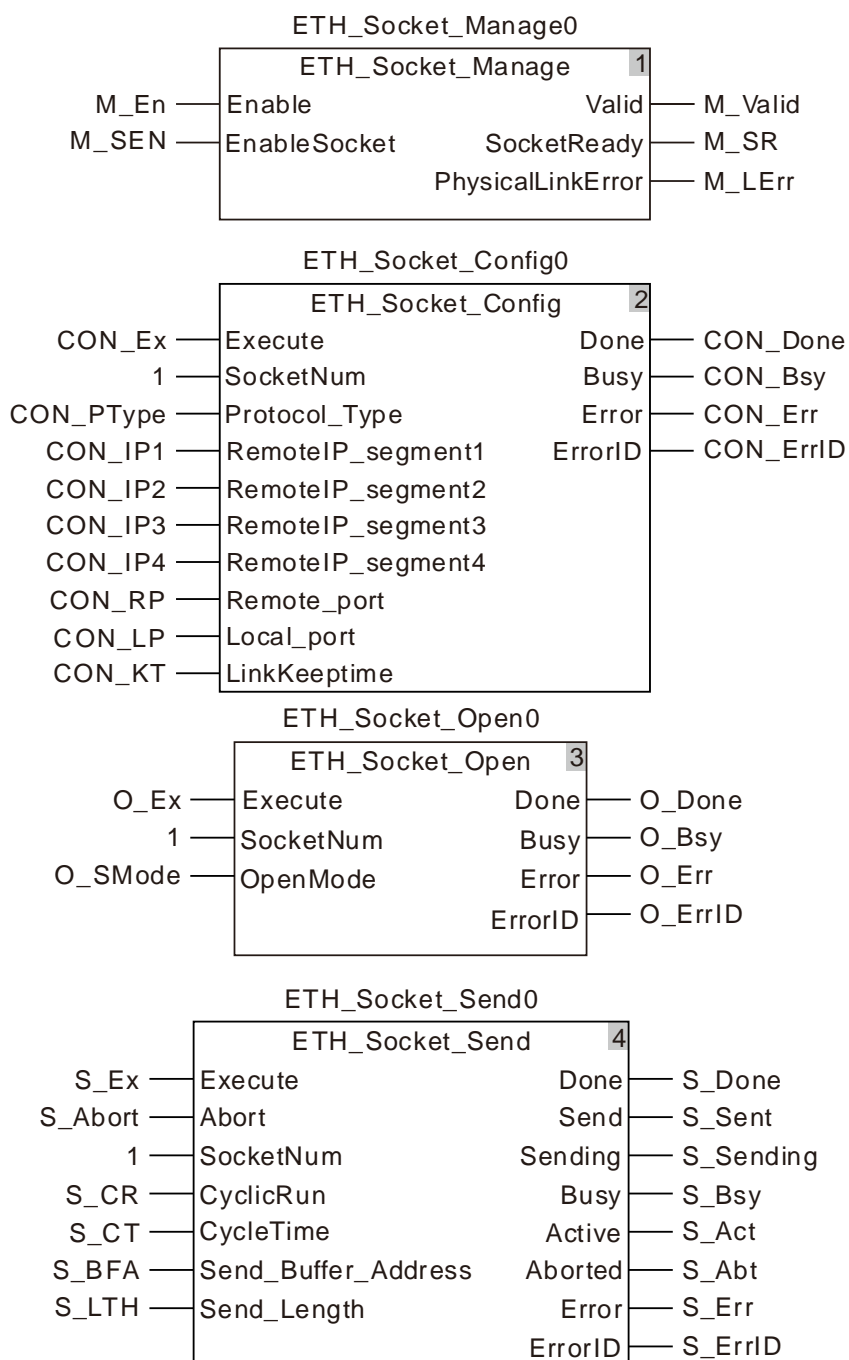 ETH_Socket_Manage0
ETH_Socket_Manage 1
M_En Enable Valid M_Valid
M_SEN EnableSocket SocketReady M_SR
PhysicalLinkError M_LErr
ETH_Socket_Config0
ETH_Socket_Config 2
CON_Ex Execute Done CON_Done
1 SocketNum Busy CON_Bsy
CON_PType Protocol_Type Error CON_Err
CON_IP1 RemoteIP_segment1 ErrorID CON_ErrID
CON_IP2 RemoteIP_segment2
CON_IP3 RemoteIP_segment3
CON_IP4 RemoteIP_segment4
CON_RP Remote_port
CON_LP Local_port
CON_KT LinkKeeptime
ETH_Socket_Open0
ETH_Socket_Open 3
O_Ex Execute Done O_Done
1 SocketNum Busy O_Bsy
O_SMode OpenMode Error O_Err
ErrorID O_ErrID
ETH_Socket_Send0
ETH_Socket_Send 4
S_Ex Execute Done S_Done
S_Abort Abort Send S_Sent
1 SocketNum Sending S_Sending
S_CR CyclicRun Busy S_Bsy
S_CT CycleTime Active S_Act
S_BFA Send_Buffer_Address Aborted S_Abt
S_LTH Send_Length Error S_Err
ErrorID S_ErrID